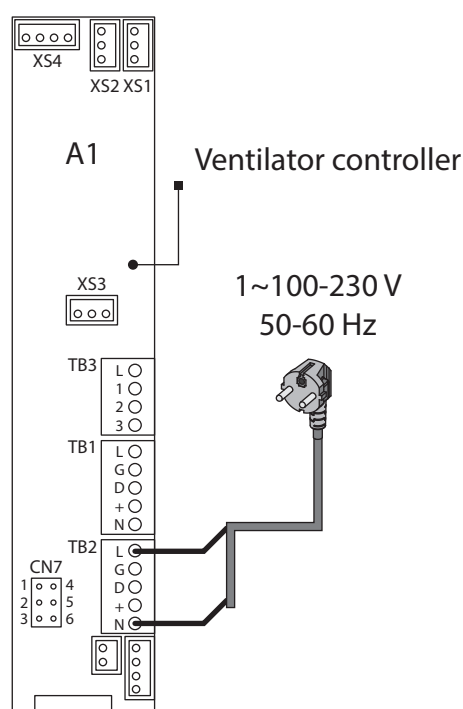 XS4
XS2 XS1
A1
Ventilator controller
XS3
1~100-230 V
50-60 Hz
TB3
L
1
2
3
TB1
L
G
D
+
N
TB2
L
G
D
+
N
CN7
1 4
2 5
3 6